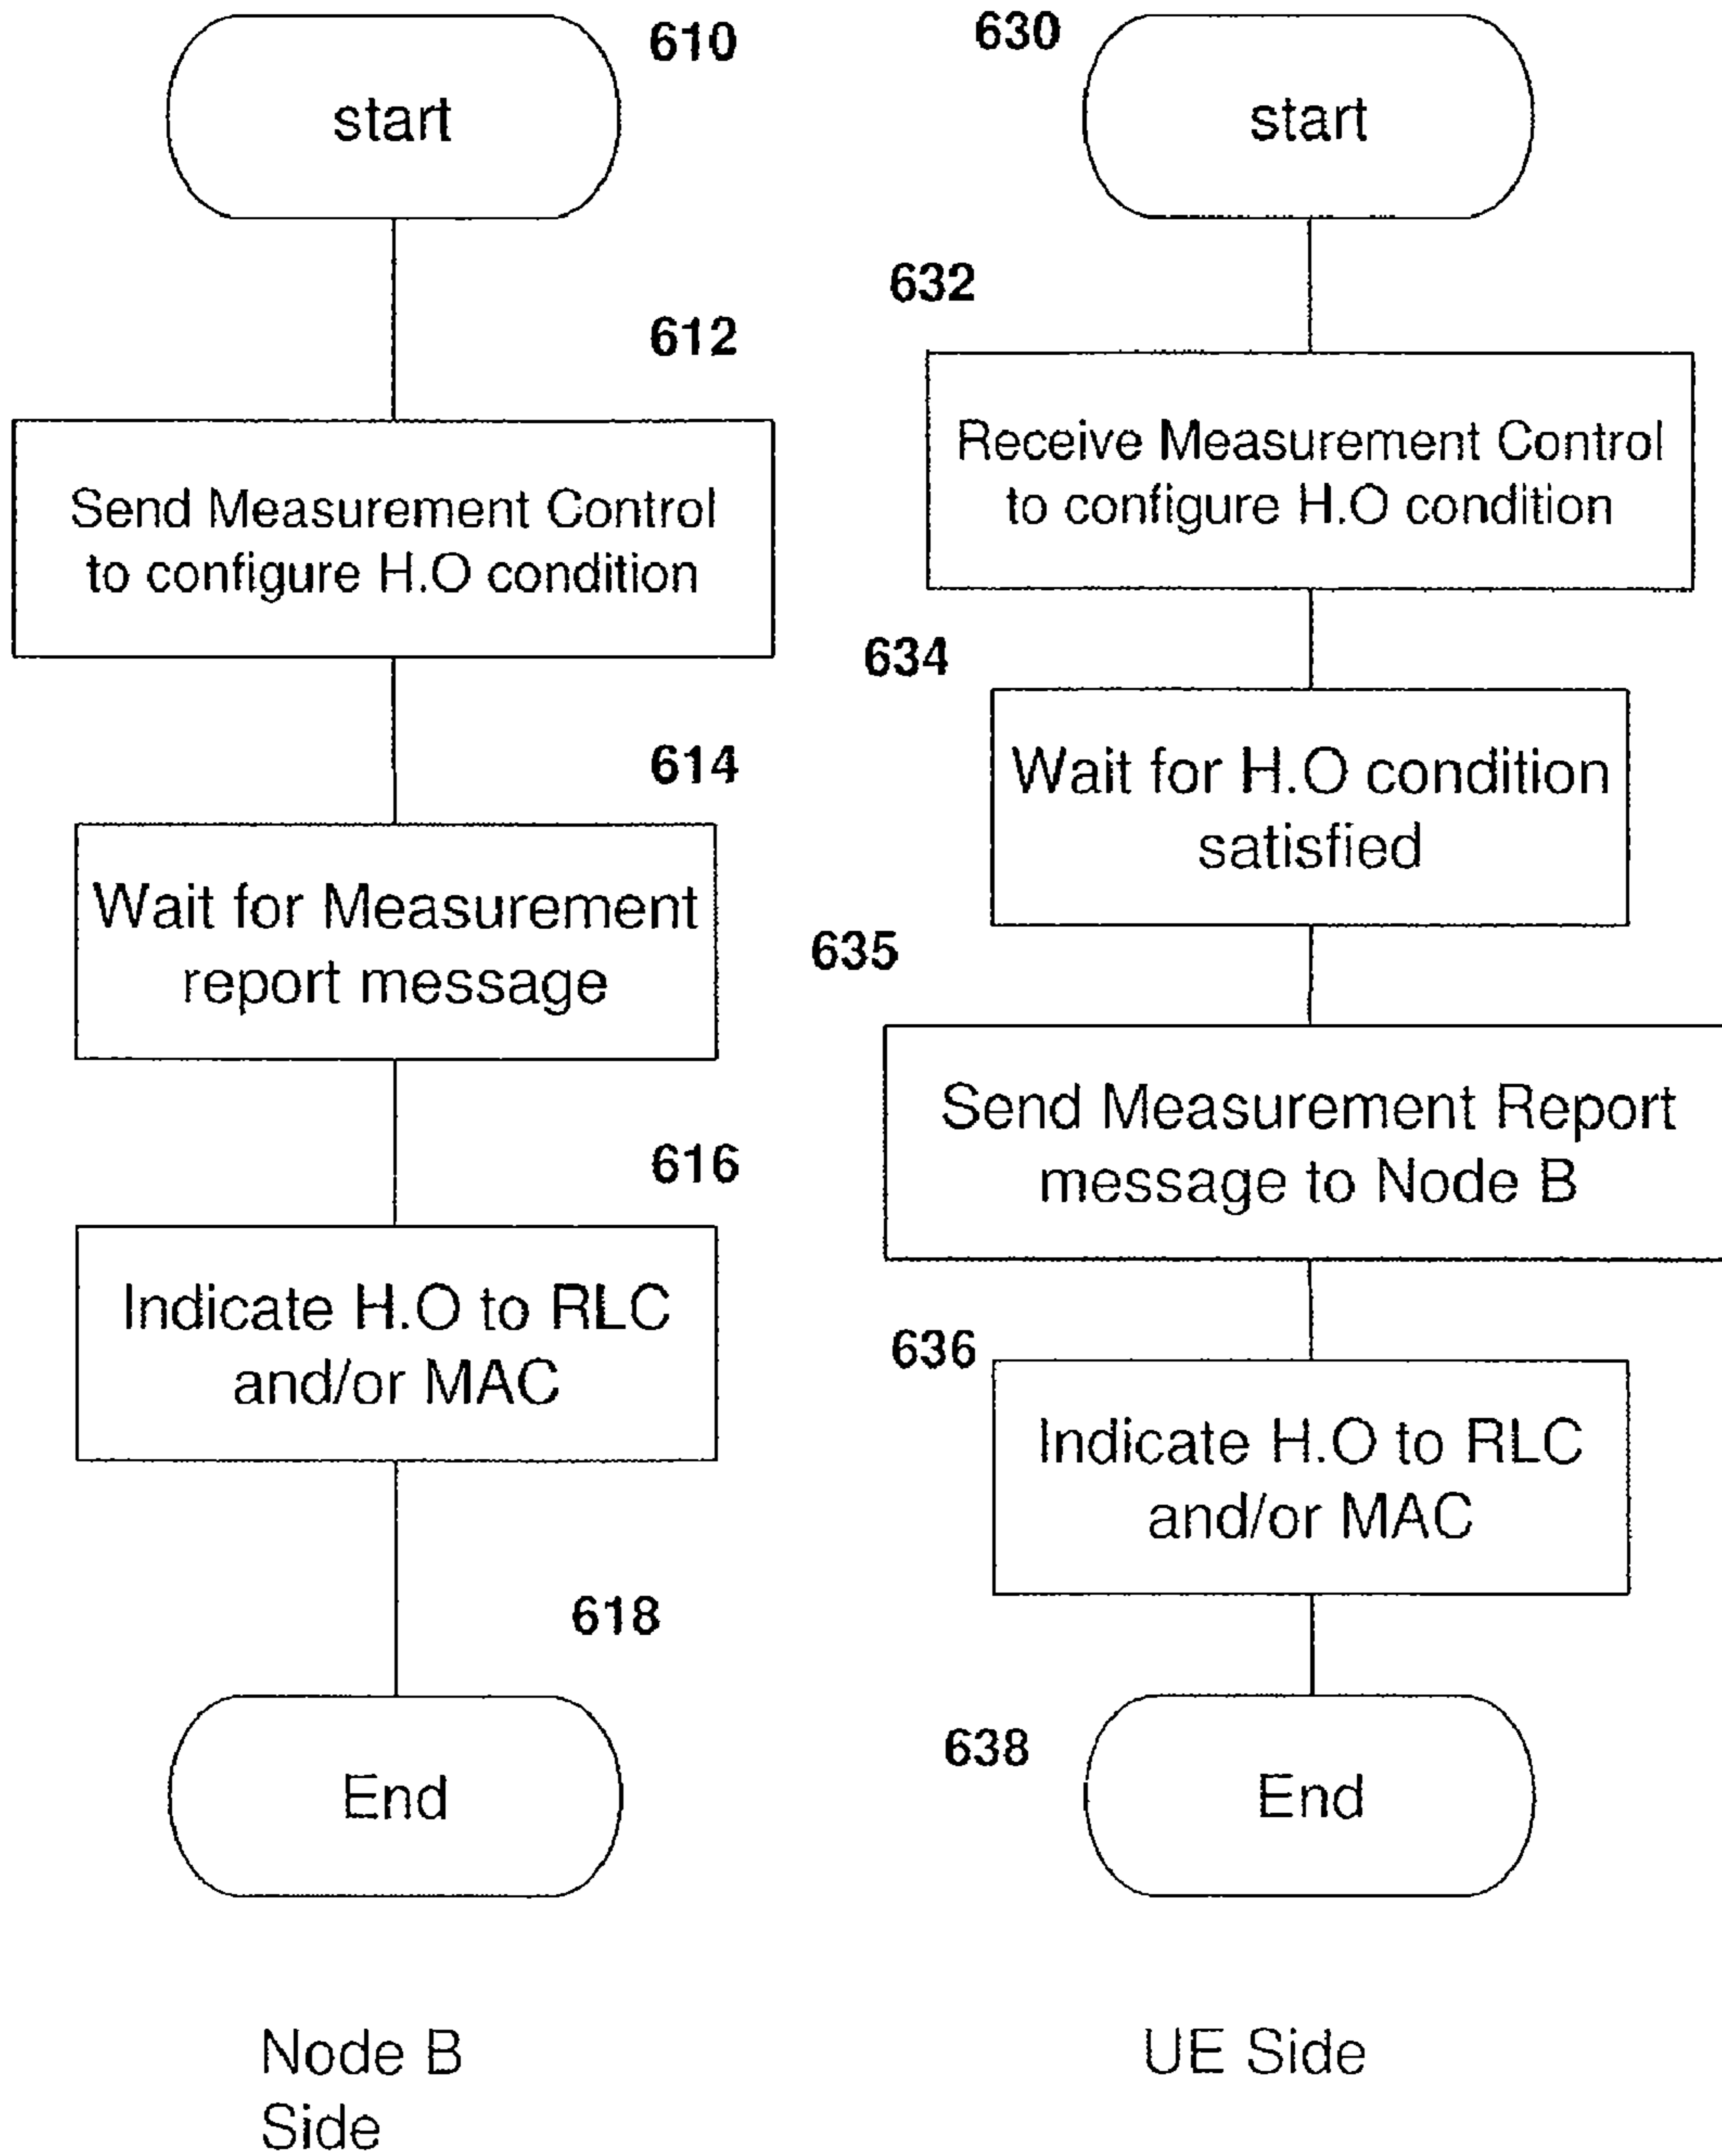 610
start
612
Send Measurement Control
to configure H.O condition
614
Wait for Measurement
report message
616
Indicate H.O to RLC
and/or MAC
618
End
Node B
Side
630
start
632
Receive Measurement Control
to configure H.O condition
634
Wait for H.O condition
satisfied
635
Send Measurement Report
message to Node B
636
Indicate H.O to RLC
and/or MAC
638
End
UE Side